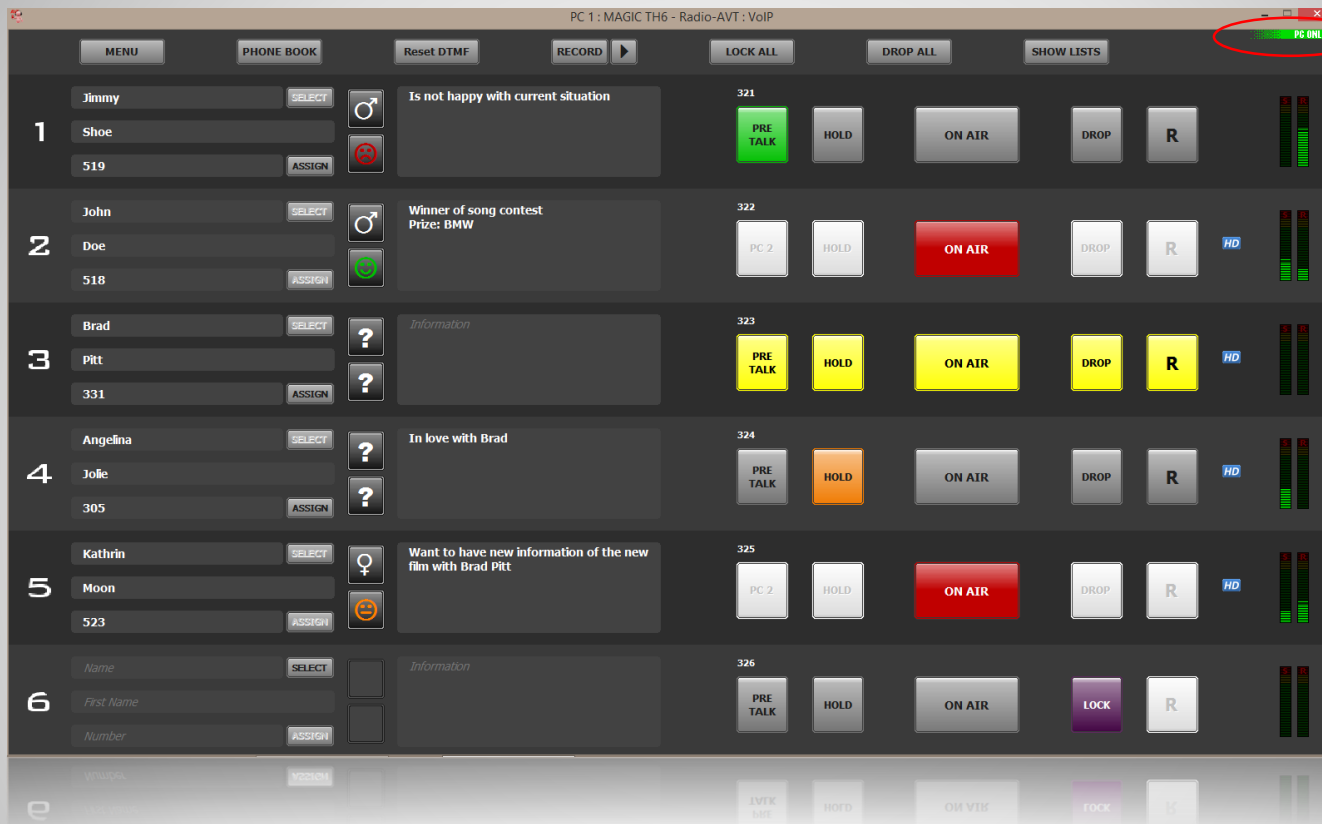 PC 1 : MAGIC TH6 - Radio-AVT : VoIP
PC ONL
MENU PHONE BOOK Reset DTMF RECORD LOCK ALL DROP ALL SHOW LISTS
1
Jimmy SELECT
Shoe
519 ASSIGN
Is not happy with current situation
321
PRE TALK HOLD ON AIR DROP R
S R
2
John SELECT
Doe
518 ASSIGN
Winner of song contest
Prize: BMW
322
PC 2 HOLD ON AIR DROP R
HD
S R
3
Brad SELECT
Pitt
331 ASSIGN
?
?
Information
323
PRE TALK HOLD ON AIR DROP R
HD
S R
4
Angelina SELECT
Jolie
305 ASSIGN
?
?
In love with Brad
324
PRE TALK HOLD ON AIR DROP R
HD
S R
5
Kathrin SELECT
Moon
523 ASSIGN
Want to have new information of the new
film with Brad Pitt
325
PC 2 HOLD ON AIR DROP R
HD
S R
6
Name SELECT
First Name
Number ASSIGN
Information
326
PRE TALK HOLD ON AIR LOCK R
S R